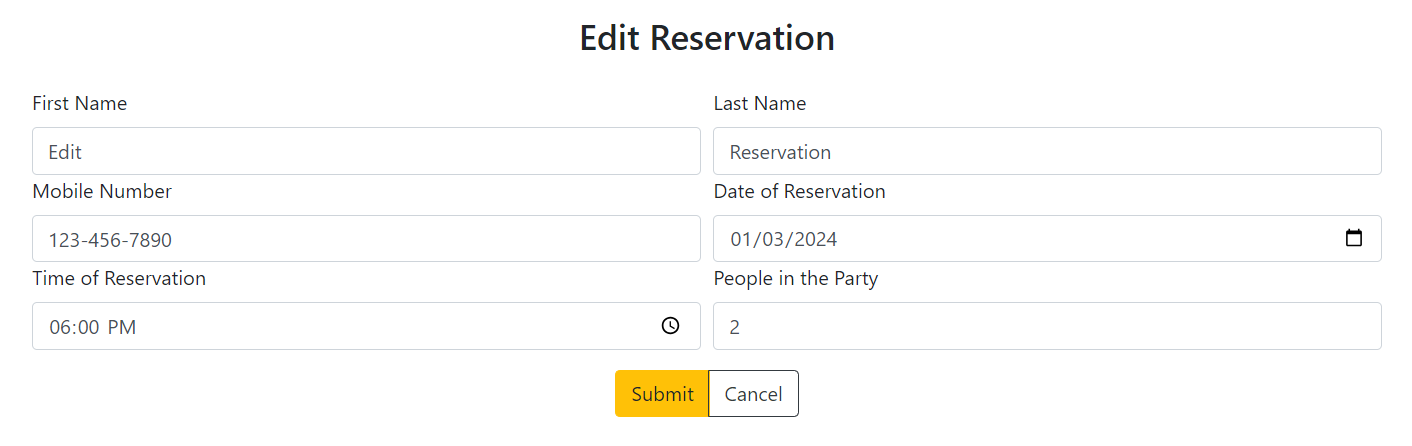 Edit Reservation
First Name
Last Name
Edit
Reservation
Mobile Number
Date of Reservation
123-456-7890
01/03/2024
Time of Reservation
People in the Party
06:00 PM
2
Submit
Cancel